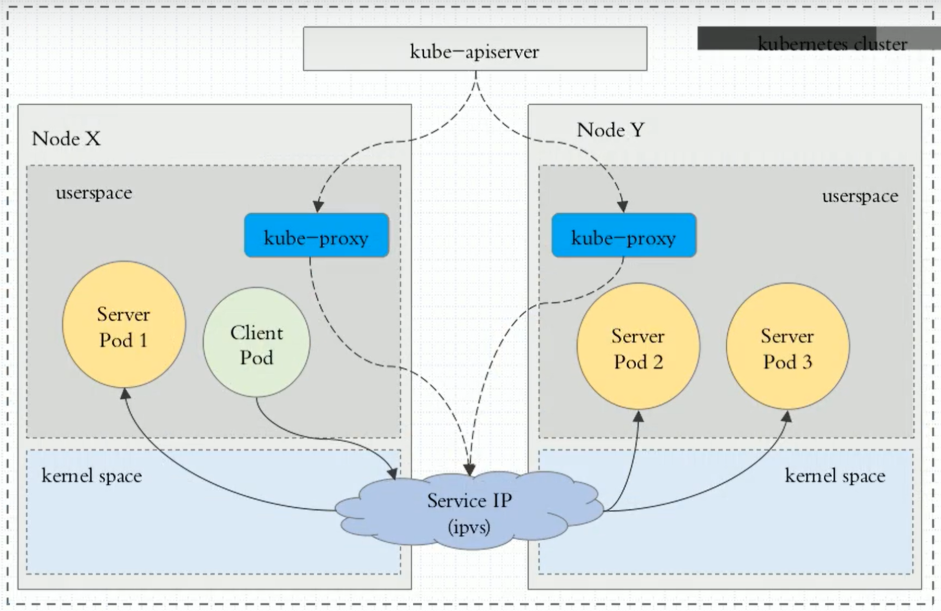 kube-apiserver
kubernetes cluster
Node X
Node Y
userspace
userspace
kube-proxy
kube-proxy
Server
Pod 1
Client
Pod
Server
Pod 2
Server
Pod 3
kernel space
kernel space
Service IP
(ipvs)